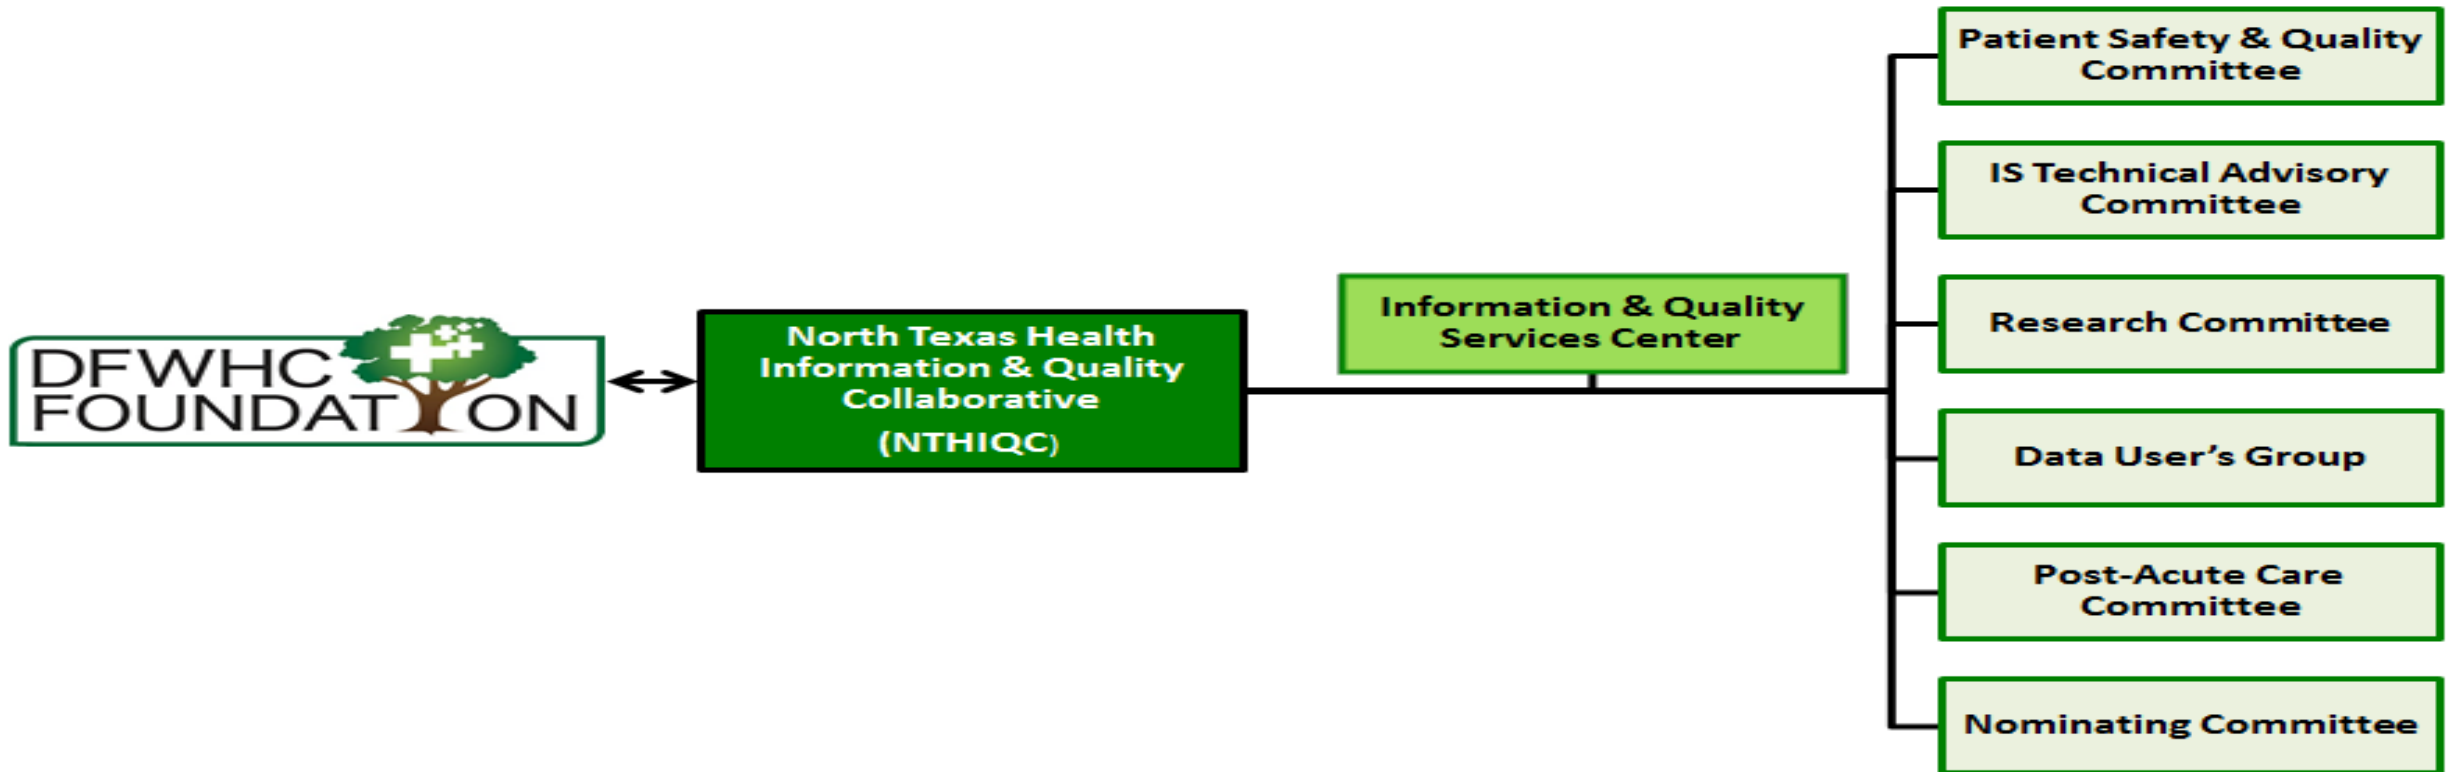 DFWHC
FOUNDATION
North Texas Health
Information & Quality
Collaborative
(NTHIQC)
Information & Quality
Services Center
Patient Safety & Quality
Committee
IS Technical Advisory
Committee
Research Committee
Data User’s Group
Post-Acute Care
Committee
Nominating Committee